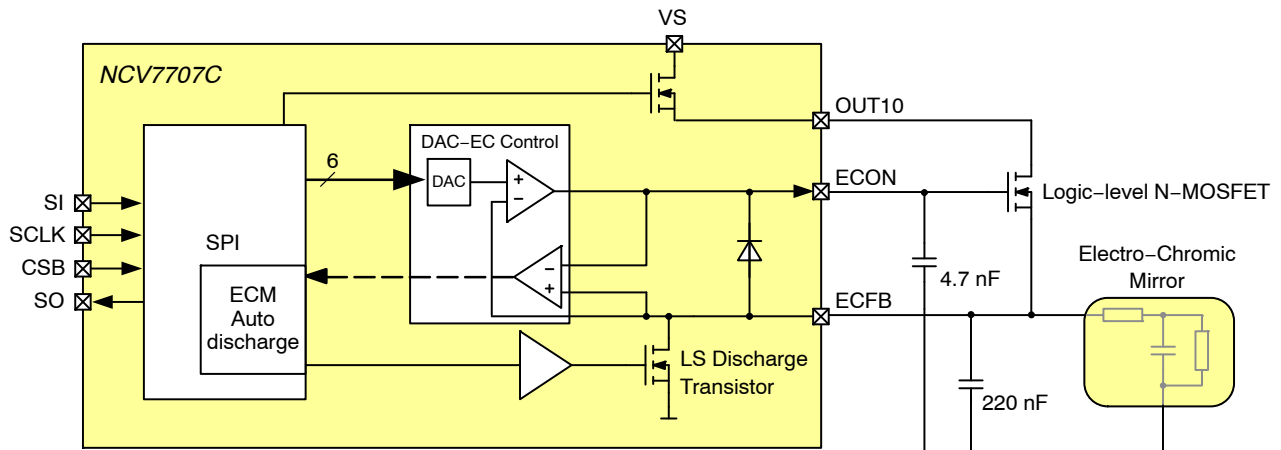 VS
NCV7707C
OUT10
DAC−EC Control
6
DAC
+
−
ECON
Logic−level N−MOSFET
SI
SCLK
CSB
SO
SPI
−
+
Electro−Chromic
Mirror
4.7 nF
ECM
Auto
discharge
ECFB
LS Discharge
Transistor
220 nF